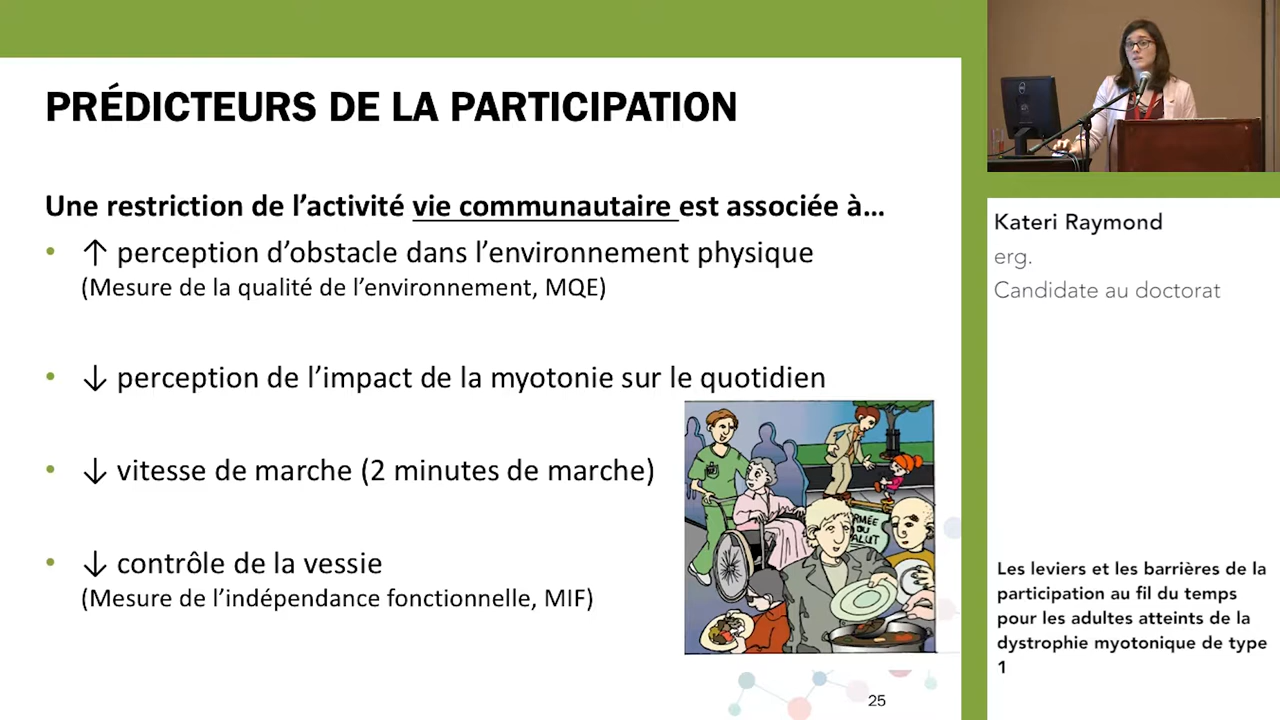 PRÉDICTEURS DE LA PARTICIPATION
Une restriction de l’activité vie communautaire est associée à…
• ↑ perception d’obstacle dans l’environnement physique
(Mesure de la qualité de l’environnement, MQE)
• ↓ perception de l’impact de la myotonie sur le quotidien
• ↓ vitesse de marche (2 minutes de marche)
• ↓ contrôle de la vessie
(Mesure de l’indépendance fonctionnelle, MIF)
RMÉE
DU
SALUT
25
Kateri Raymond
erg.
Candidate au doctorat
Les leviers et les barrières de la
participation au fil du temps
pour les adultes atteints de la
dystrophie myotonique de type
1